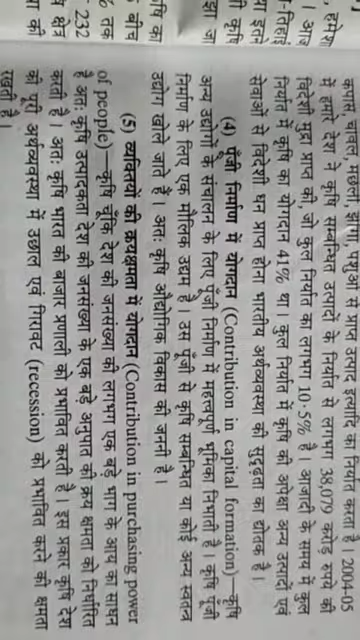 कपास, चावल, मछली, झींगा, पशुओं से प्राप्त उत्पाद इत्यादि का निर्यात करता है। 2004-05
में हमारे देश ने कृषि सम्बन्धित उत्पादों के निर्यात से लगभग 38,079 करोड़ रुपये की
विदेशी मुद्रा प्राप्त की, जो कुल निर्यात का लगभग 10·5% है। आजादी के समय में कुल
निर्यात में कृषि का योगदान 41% था। कुल निर्यात में कृषि की अपेक्षा अन्य उत्पादों एवं
सेवाओं से विदेशी धन प्राप्त होना भारतीय अर्थव्यवस्था की सुदृढ़ता का द्योतक है।
(4) पूँजी निर्माण में योगदान (Contribution in capital formation)—कृषि
अन्य उद्योगों के संचालन के लिए पूँजी निर्माण में महत्वपूर्ण भूमिका निभाती है। कृषि पूँजी
निर्माण के लिए एक मौलिक उद्यम है। उस पूँजी से कृषि सम्बन्धित या कोई अन्य स्वतन्त्र
उद्योग खोले जाते हैं। अतः कृषि औद्योगिक विकास की जननी है।
(5) व्यक्तियों की क्रयक्षमता में योगदान (Contribution in purchasing power
of people)—कृषि चूँकि देश की जनसंख्या की लगभग एक बड़े भाग के आय का साधन
है अतः कृषि उत्पादकता देश की जनसंख्या के एक बड़े अनुपात की क्रय क्षमता को निर्धारित
करती है। अतः कृषि भारत की बाजार प्रणाली को प्रभावित करती है। इस प्रकार कृषि देश
की पूरी अर्थव्यवस्था में उछाल एवं गिरावट (recession) को प्रभावित करने की क्षमता
रखती है।